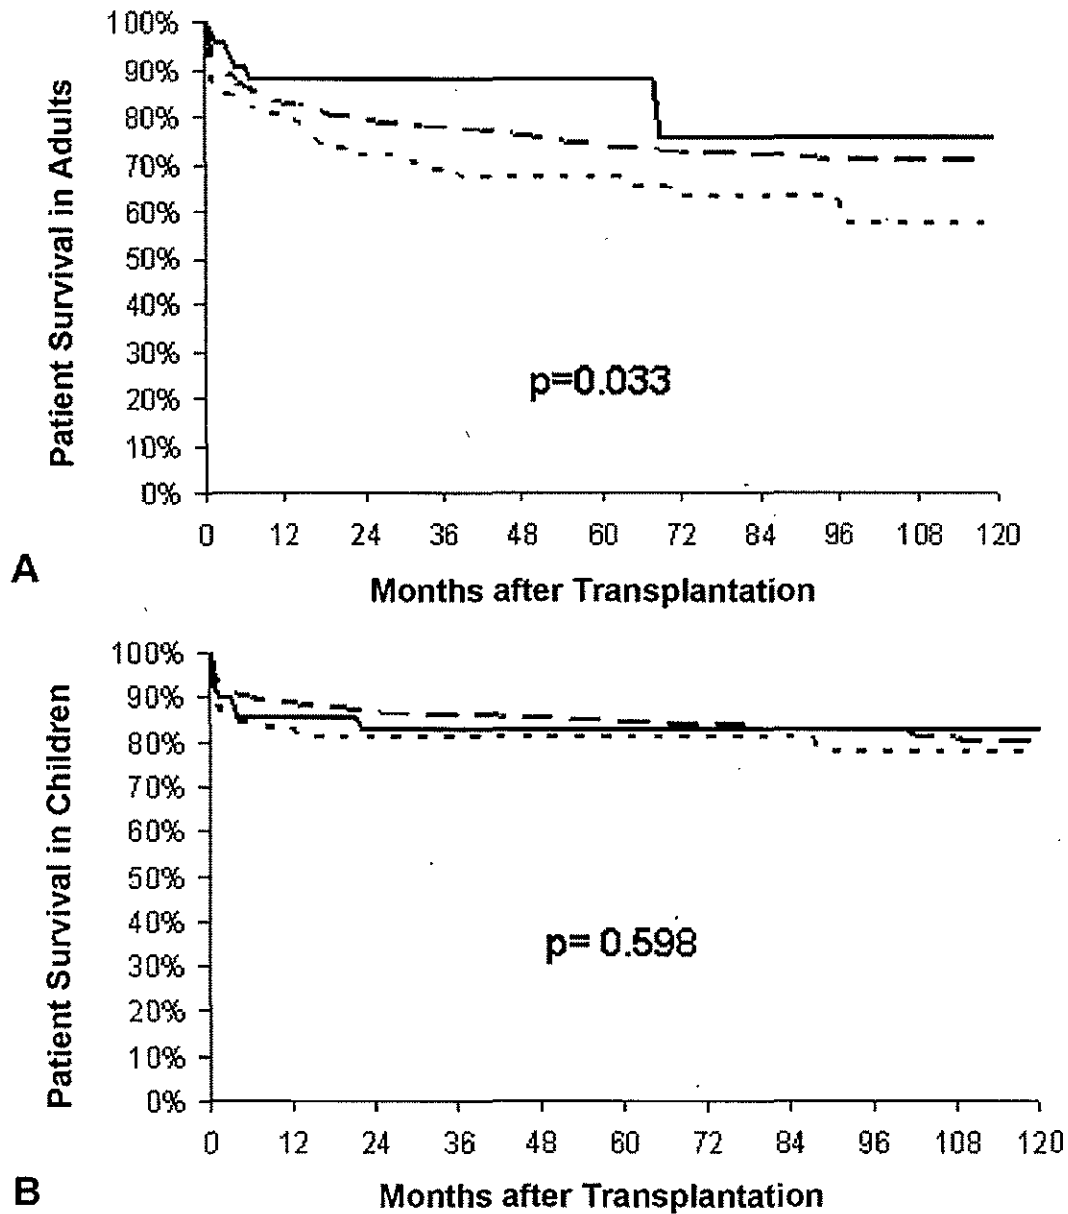 Patient Survival in Adults
100%
90%
80%
70%
60%
50%
40%
30%
20%
10%
0%
p=0.033
0 12 24 36 48 60 72 84 96 108 120
A
Months after Transplantation
Patient Survival in Children
100%
90%
80%
70%
60%
50%
40%
30%
20%
10%
0%
p= 0.598
0 12 24 36 48 60 72 84 96 108 120
B
Months after Transplantation